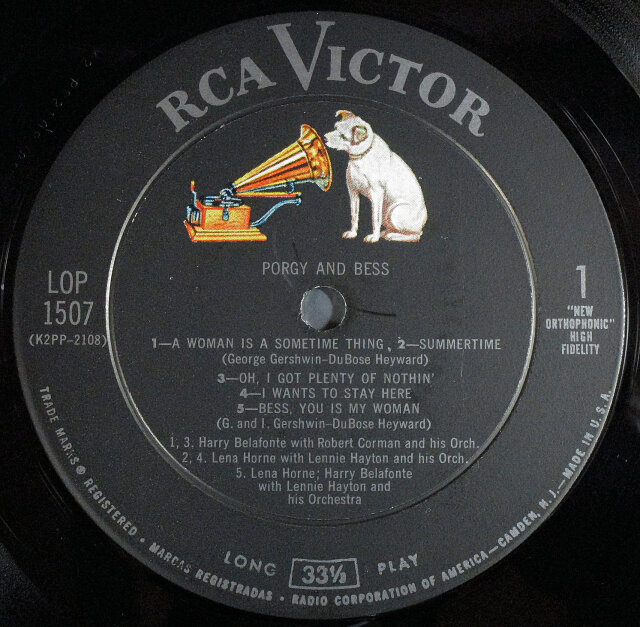 RCA VICTOR
PORGY AND BESS
LOP
1507
(K2PP-2108)
1
"NEW
ORTHOPHONIC"
HIGH
FIDELITY
1—A WOMAN IS A SOMETIME THING, 2—SUMMERTIME
(George Gershwin-DuBose Heyward)
3—OH, I GOT PLENTY OF NOTHIN'
4—I WANTS TO STAY HERE
5—BESS, YOU IS MY WOMAN
(G. and I. Gershwin-DuBose Heyward)
1, 3. Harry Belafonte with Robert Corman and his Orch.
2, 4. Lena Horne with Lennie Hayton and his Orch.
5. Lena Horne; Harry Belafonte
with Lennie Hayton and
his Orchestra
LONG 33⅓ PLAY
TRADE MARKS ® REGISTERED • MARCAS REGISTRADAS • RADIO CORPORATION OF AMERICA—CAMDEN, N.J.—MADE IN U.S.A.